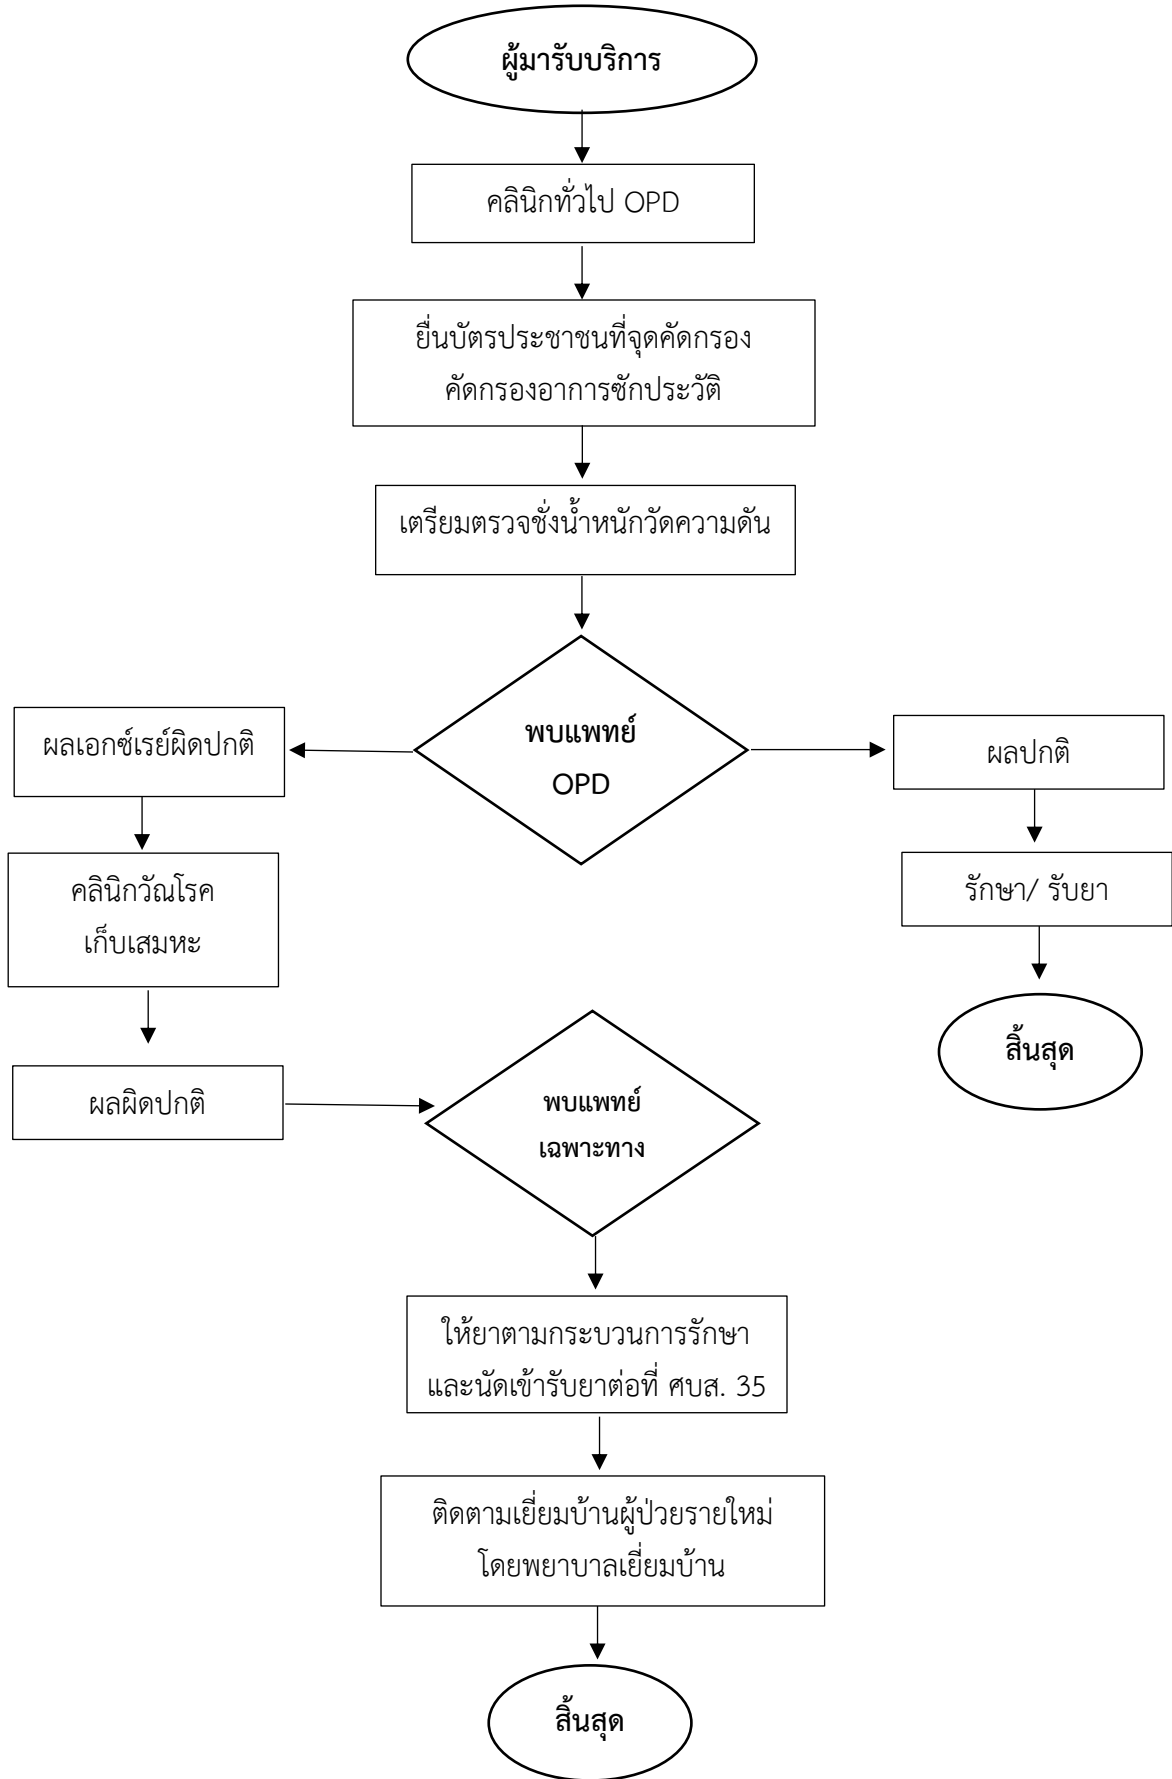 ผู้มารับบริการ
คลินิกทั่วไป OPD
ยื่นบัตรประชาชนที่จุดคัดกรอง
คัดกรองอาการซักประวัติ
เตรียมตรวจชั่งน้ำหนักวัดความดัน
พบแพทย์
OPD
ผลเอกซ์เรย์ผิดปกติ
ผลปกติ
คลินิกวัณโรค
เก็บเสมหะ
รักษา/ รับยา
สิ้นสุด
ผลผิดปกติ
พบแพทย์
เฉพาะทาง
ให้ยาตามกระบวนการรักษา
และนัดเข้ารับยาต่อที่ ศบส. 35
ติดตามเยี่ยมบ้านผู้ป่วยรายใหม่
โดยพยาบาลเยี่ยมบ้าน
สิ้นสุด